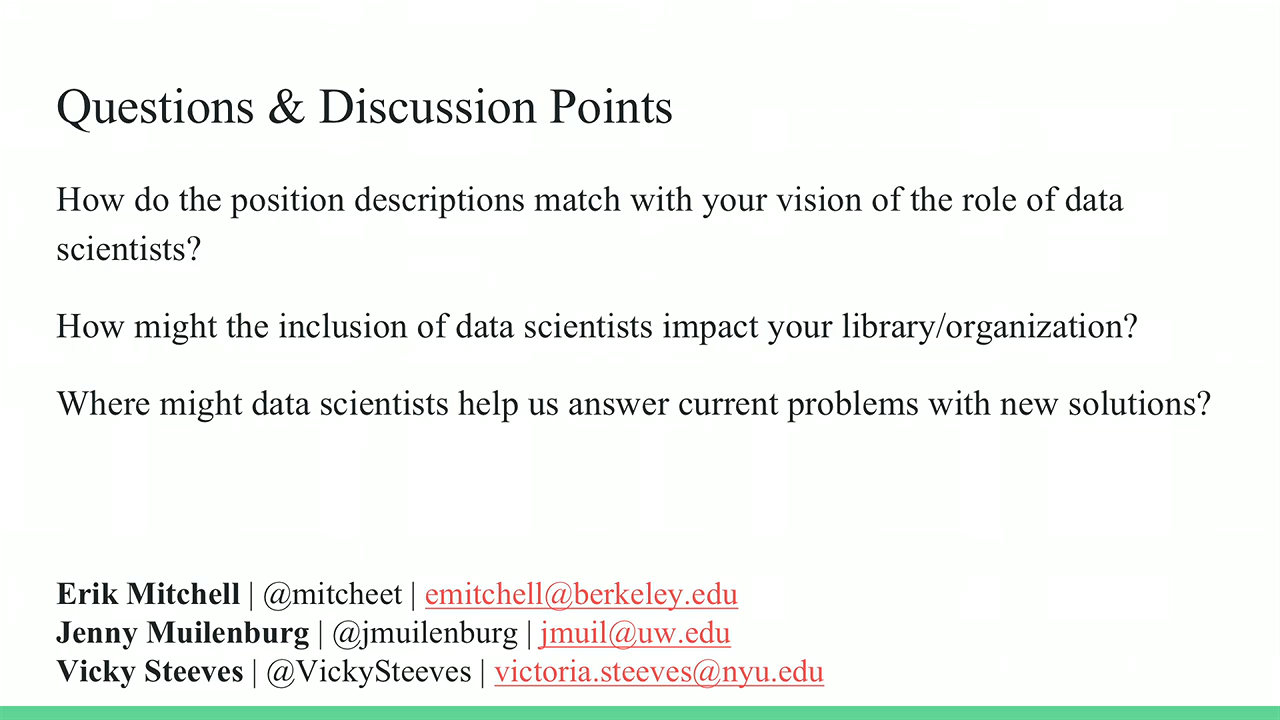 Questions & Discussion Points
How do the position descriptions match with your vision of the role of data
scientists?
How might the inclusion of data scientists impact your library/organization?
Where might data scientists help us answer current problems with new solutions?
Erik Mitchell | @mitcheet | emitchell@berkeley.edu
Jenny Muilenburg | @jmuilenburg | jmuil@uw.edu
Vicky Steeves | @VickySteeves | victoria.steeves@nyu.edu